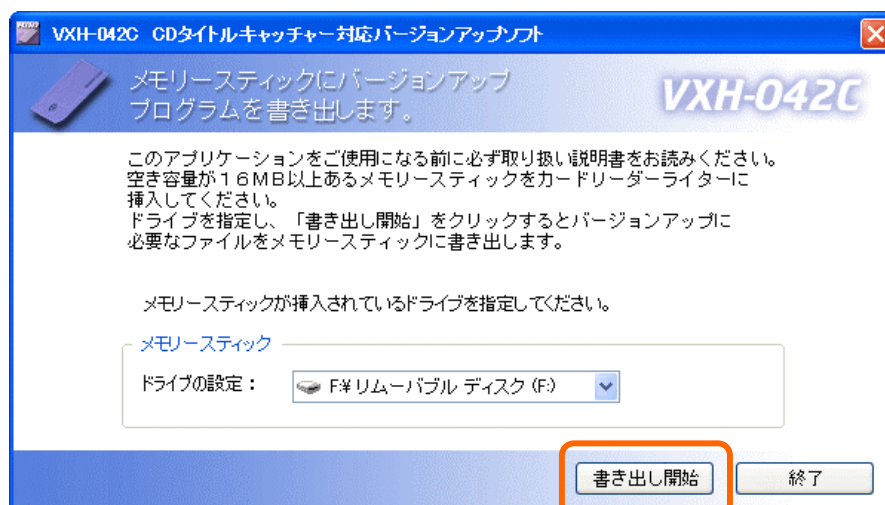 VXH-042C CDタイトルキャッチャー対応バージョンアップソフト
メモリースティックにバージョンアップ
プログラムを書き出します。
VXH-042C
このアプリケーションをご使用になる前に必ず取り扱い説明書をお読みください。
空き容量が16MB以上あるメモリースティックをカードリーダーライターに
挿入してください。
ドライブを指定し、「書き出し開始」をクリックするとバージョンアップに
必要なファイルをメモリースティックに書き出します。
メモリースティックが挿入されているドライブを指定してください。
メモリースティック
ドライブの設定：
F:¥ リムーバブル ディスク (F:)
書き出し開始
終了